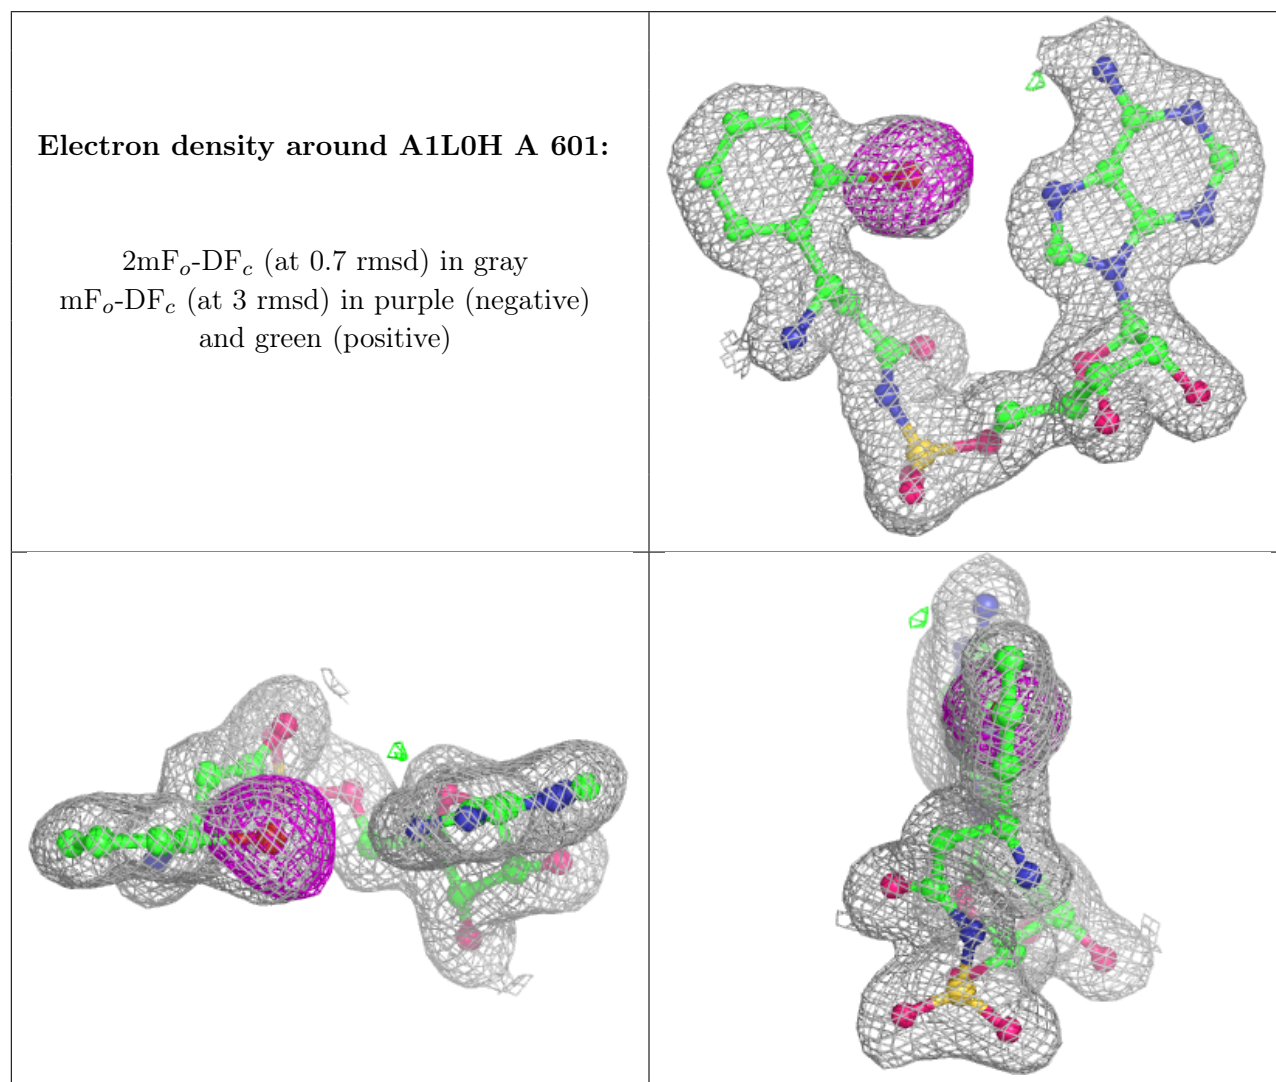 Electron density around A1L0H A 601:
2mFo-DFc (at 0.7 rmsd) in gray
mFo-DFc (at 3 rmsd) in purple (negative)
and green (positive)